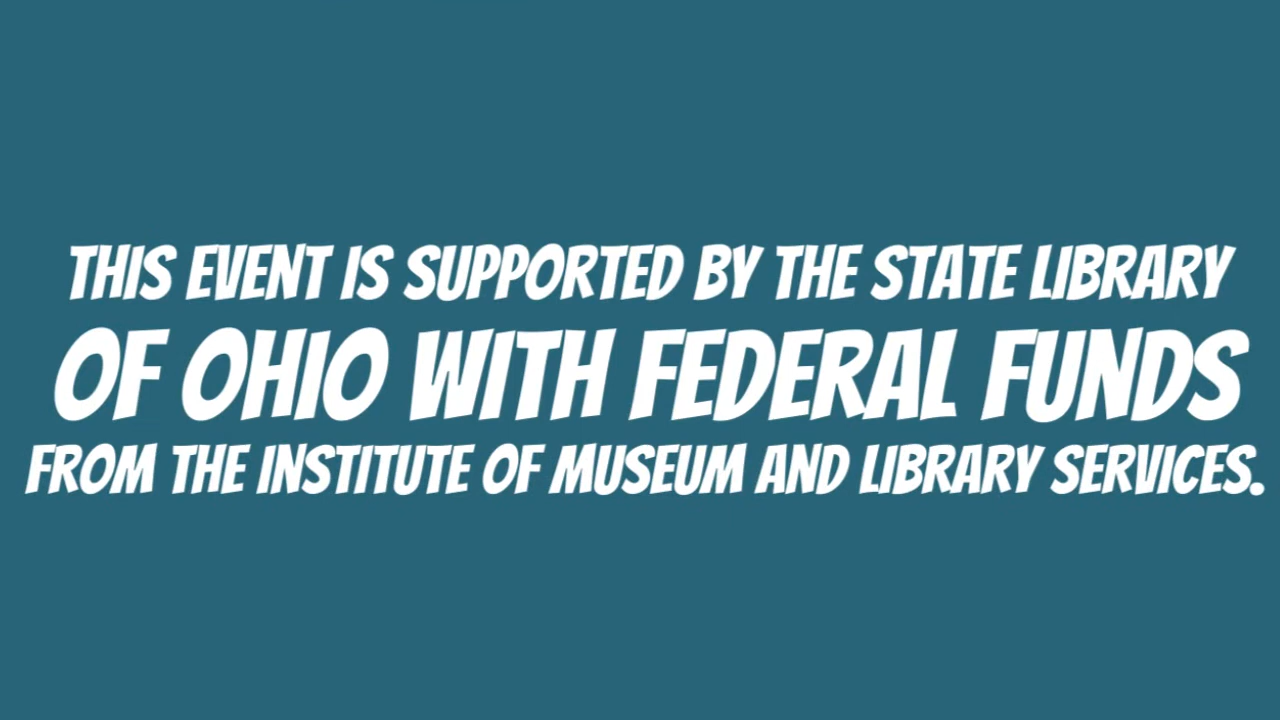 THIS EVENT IS SUPPORTED BY THE STATE LIBRARY
OF OHIO WITH FEDERAL FUNDS
FROM THE INSTITUTE OF MUSEUM AND LIBRARY SERVICES.